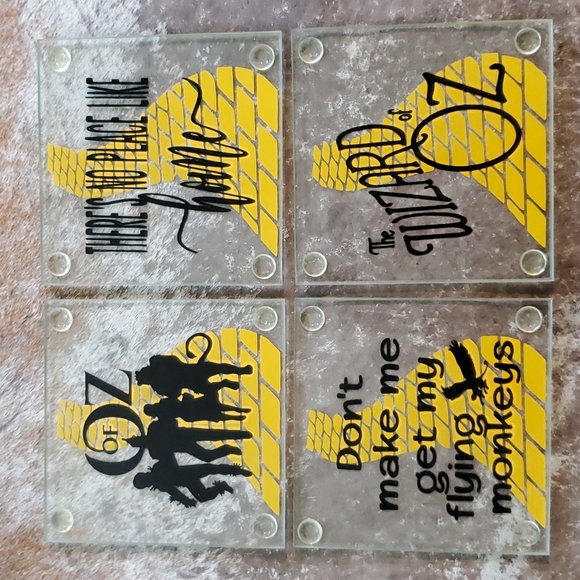 THERE'S NO PLACE LIKE
home
The
WIZARD of
OZ
OZ
OF
Don't
make me
get my
flying
monkeys